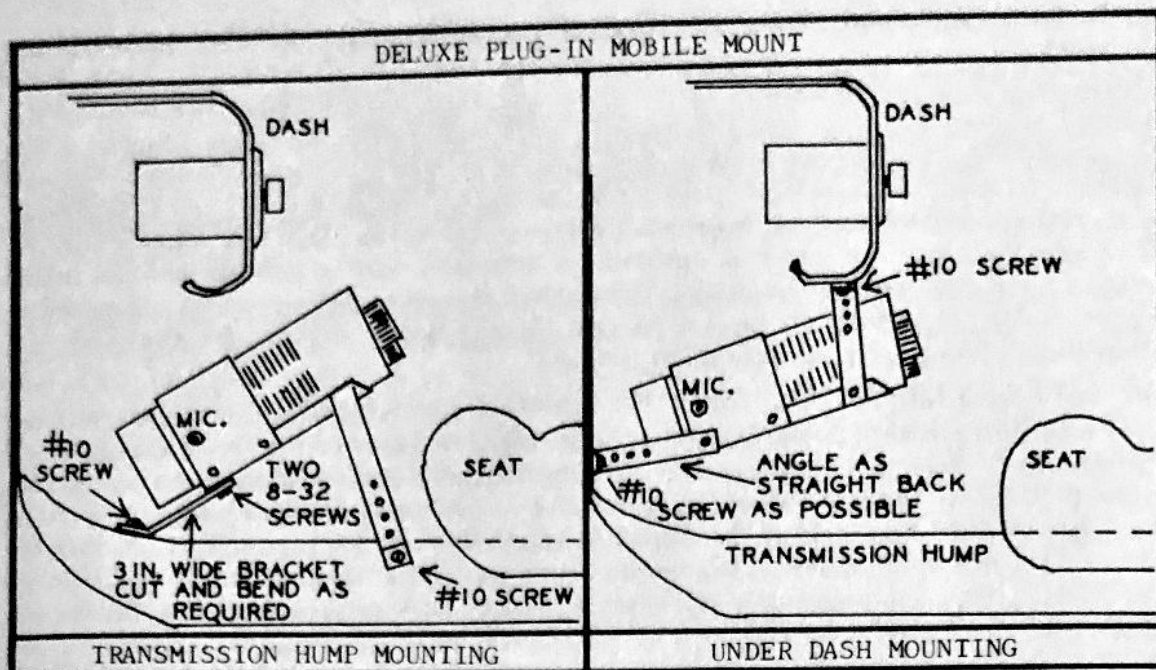 DELUXE PLUG-IN MOBILE MOUNT
DASH
MIC.
#10
SCREW
TWO
8-32
SCREWS
SEAT
3 IN. WIDE BRACKET
CUT AND BEND AS
REQUIRED
#10 SCREW
TRANSMISSION HUMP MOUNTING
DASH
#10 SCREW
MIC.
ANGLE AS
STRAIGHT BACK
AS POSSIBLE
#10
SCREW
SEAT
TRANSMISSION HUMP
UNDER DASH MOUNTING